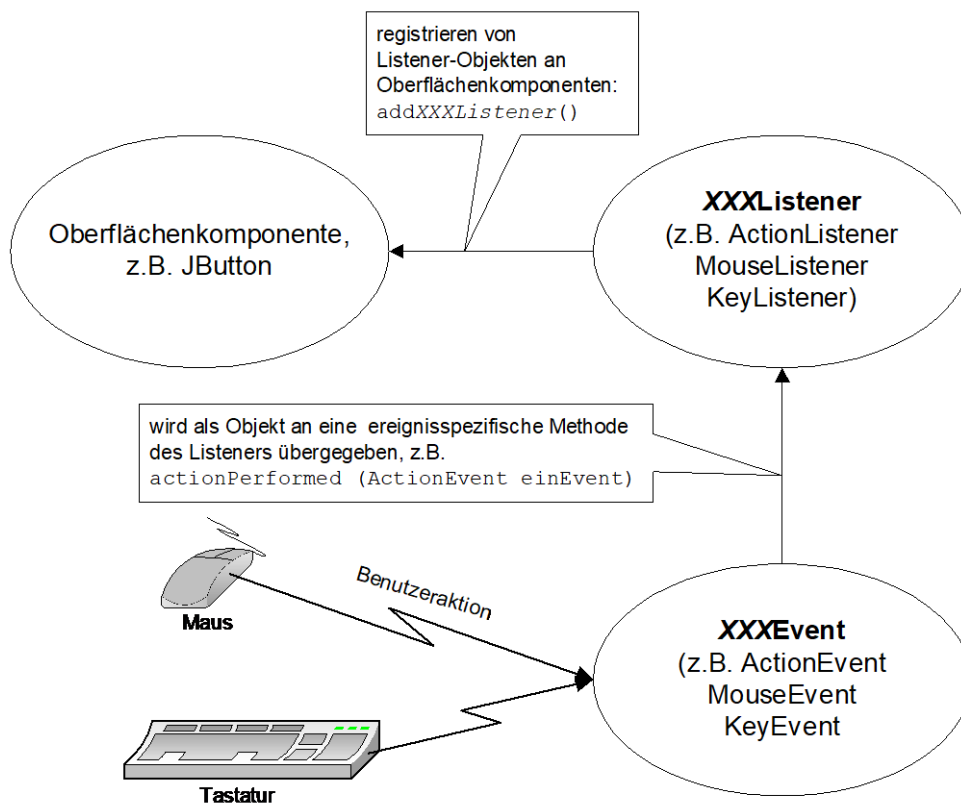 registrieren von
Listener-Objekten an
Oberflächenkomponenten:
addXXXListener()
Oberflächenkomponente,
z.B. JButton
XXXListener
(z.B. ActionListener
MouseListener
KeyListener)
wird als Objekt an eine ereignisspezifische Methode
des Listeners übergegeben, z.B.
actionPerformed (ActionEvent einEvent)
Benutzeraktion
Maus
XXXEvent
(z.B. ActionEvent
MouseEvent
KeyEvent
Tastatur